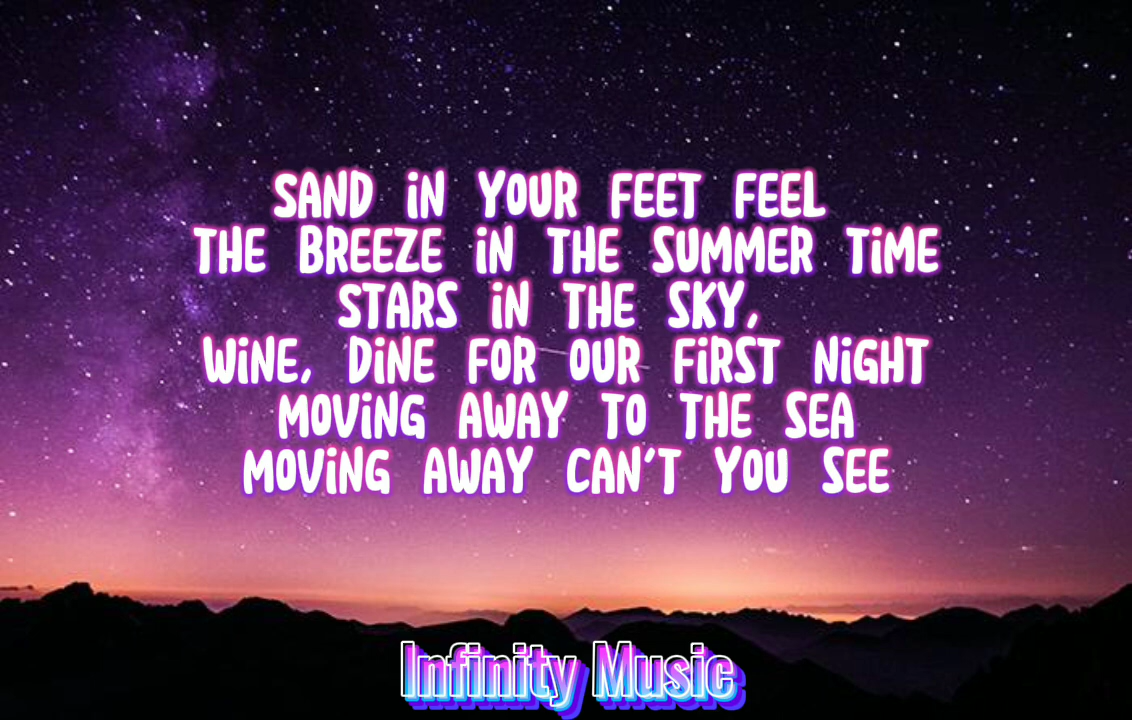 SAND iN YOUR FEET FEEL
THE BREEZE iN THE SUMMER TiME
STARS iN THE SKY,
WiNE, DiNE FOR OUR FiRST NiGHT
MOViNG AWAY TO THE SEA
MOViNG AWAY CAN'T YOU SEE
Infinity Music